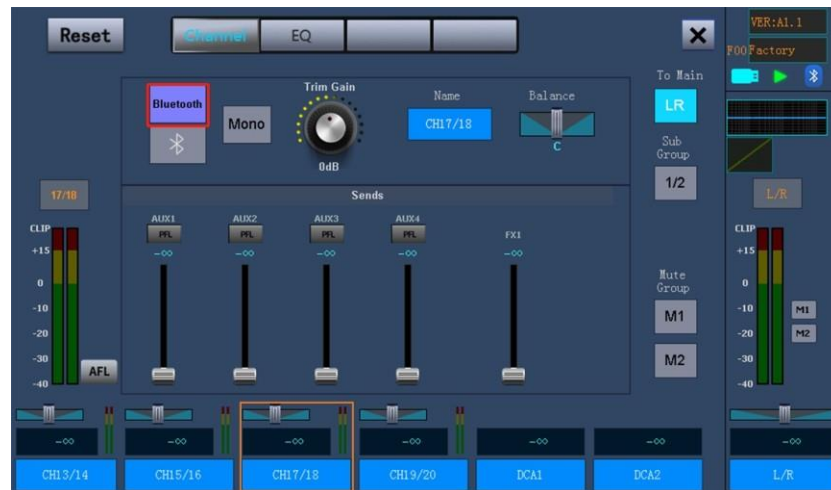 Reset
Channel
EQ
VER:A1.1
F00Factory
To Main
LR
Sub
Group
1/2
Bluetooth
Mono
Trim Gain
0dB
Name
CH17/18
Balance
C
17/18
CLIP
+15
0
-10
-20
-30
-40
AFL
Sends
AUX1
PFL
-∞
AUX2
PFL
-∞
AUX3
PFL
-∞
AUX4
PFL
-∞
FX1
-∞
Mute
Group
M1
M2
L/R
CLIP
+15
0
-10
-20
-30
-40
M1
M2
-∞
CH13/14
-∞
CH15/16
-∞
CH17/18
-∞
CH19/20
-∞
DCA1
-∞
DCA2
-∞
L/R